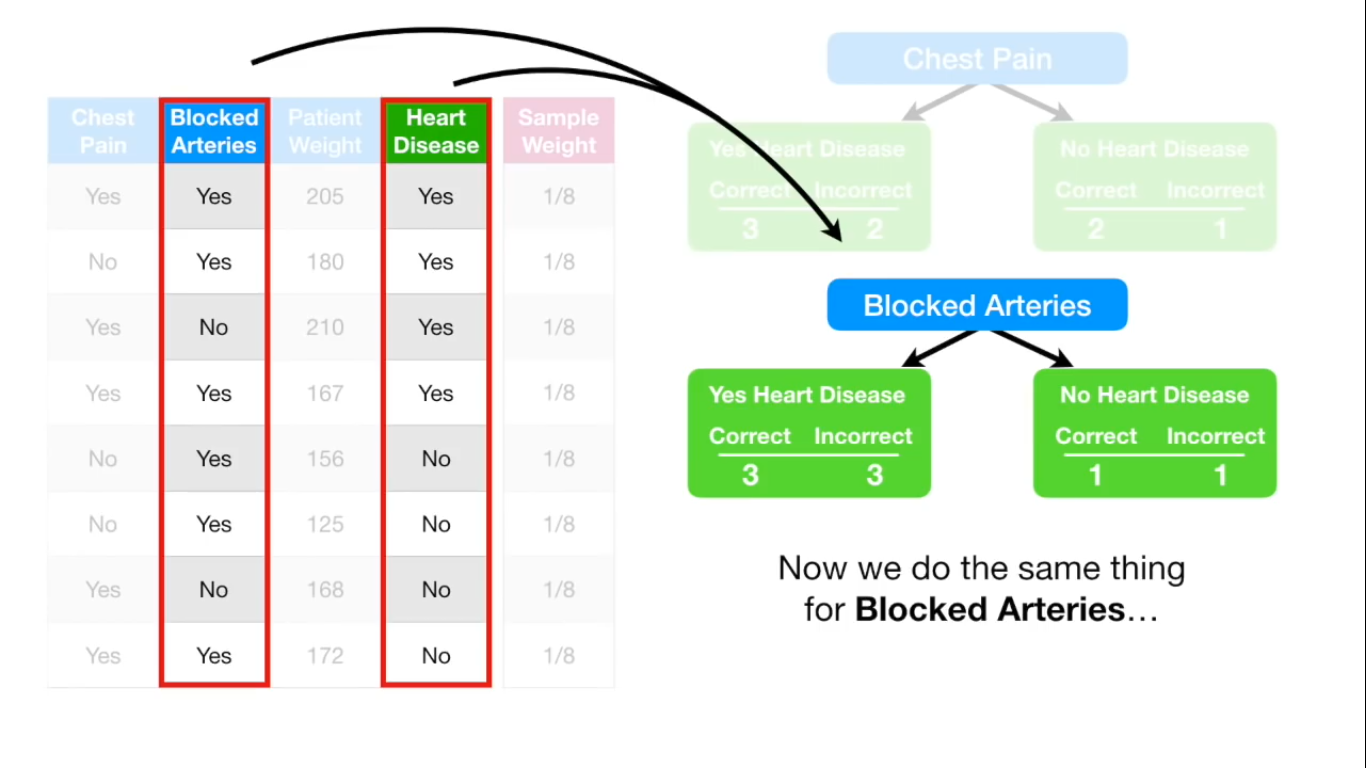 Chest Pain
Yes Heart Disease
Correct Incorrect
3 2
No Heart Disease
Correct Incorrect
2 1
Chest Pain Blocked Arteries Patient Weight Heart Disease Sample Weight
Yes Yes 205 Yes 1/8
No Yes 180 Yes 1/8
Yes No 210 Yes 1/8
Yes Yes 167 Yes 1/8
No Yes 156 No 1/8
No Yes 125 No 1/8
Yes No 168 No 1/8
Yes Yes 172 No 1/8
Blocked Arteries
Yes Heart Disease
Correct Incorrect
3 3
No Heart Disease
Correct Incorrect
1 1
Now we do the same thing
for Blocked Arteries…